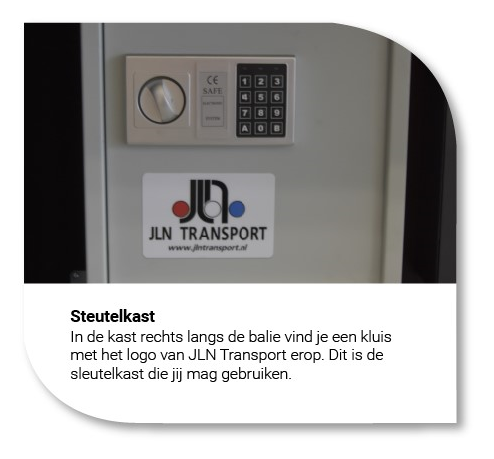 CE
SAFE
1 2 3
4 5 6
7 8 9
A 0 B
JLN
JLN TRANSPORT
www.jlntransport.nl
Steutelkast
In de kast rechts langs de balie vind je een kluis
met het logo van JLN Transport erop. Dit is de
sleutelkast die jij mag gebruiken.